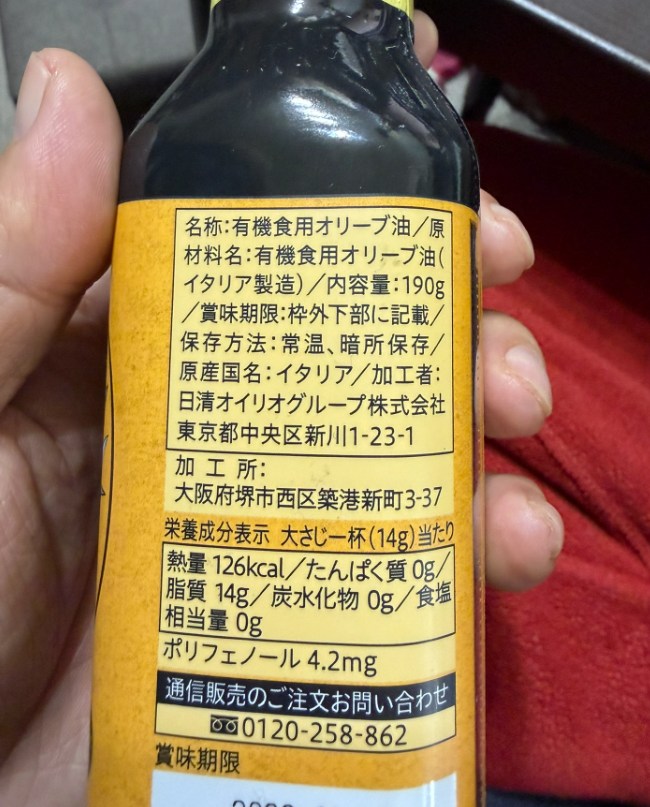 名称:有機食用オリーブ油/原
材料名:有機食用オリーブ油(
イタリア製造)/内容量:190g
/賞味期限:枠外下部に記載/
保存方法:常温、暗所保存/
原産国名:イタリア/加工者:
日清オイリオグループ株式会社
東京都中央区新川1-23-1
加工所:
大阪府堺市西区築港新町3-37
栄養成分表示 大さじ一杯(14g)当たり
熱量 126kcal/たんぱく質 0g/
脂質 14g/炭水化物 0g/食塩
相当量 0g
ポリフェノール 4.2mg
通信販売のご注文お問い合わせ
0120-258-862
賞味期限